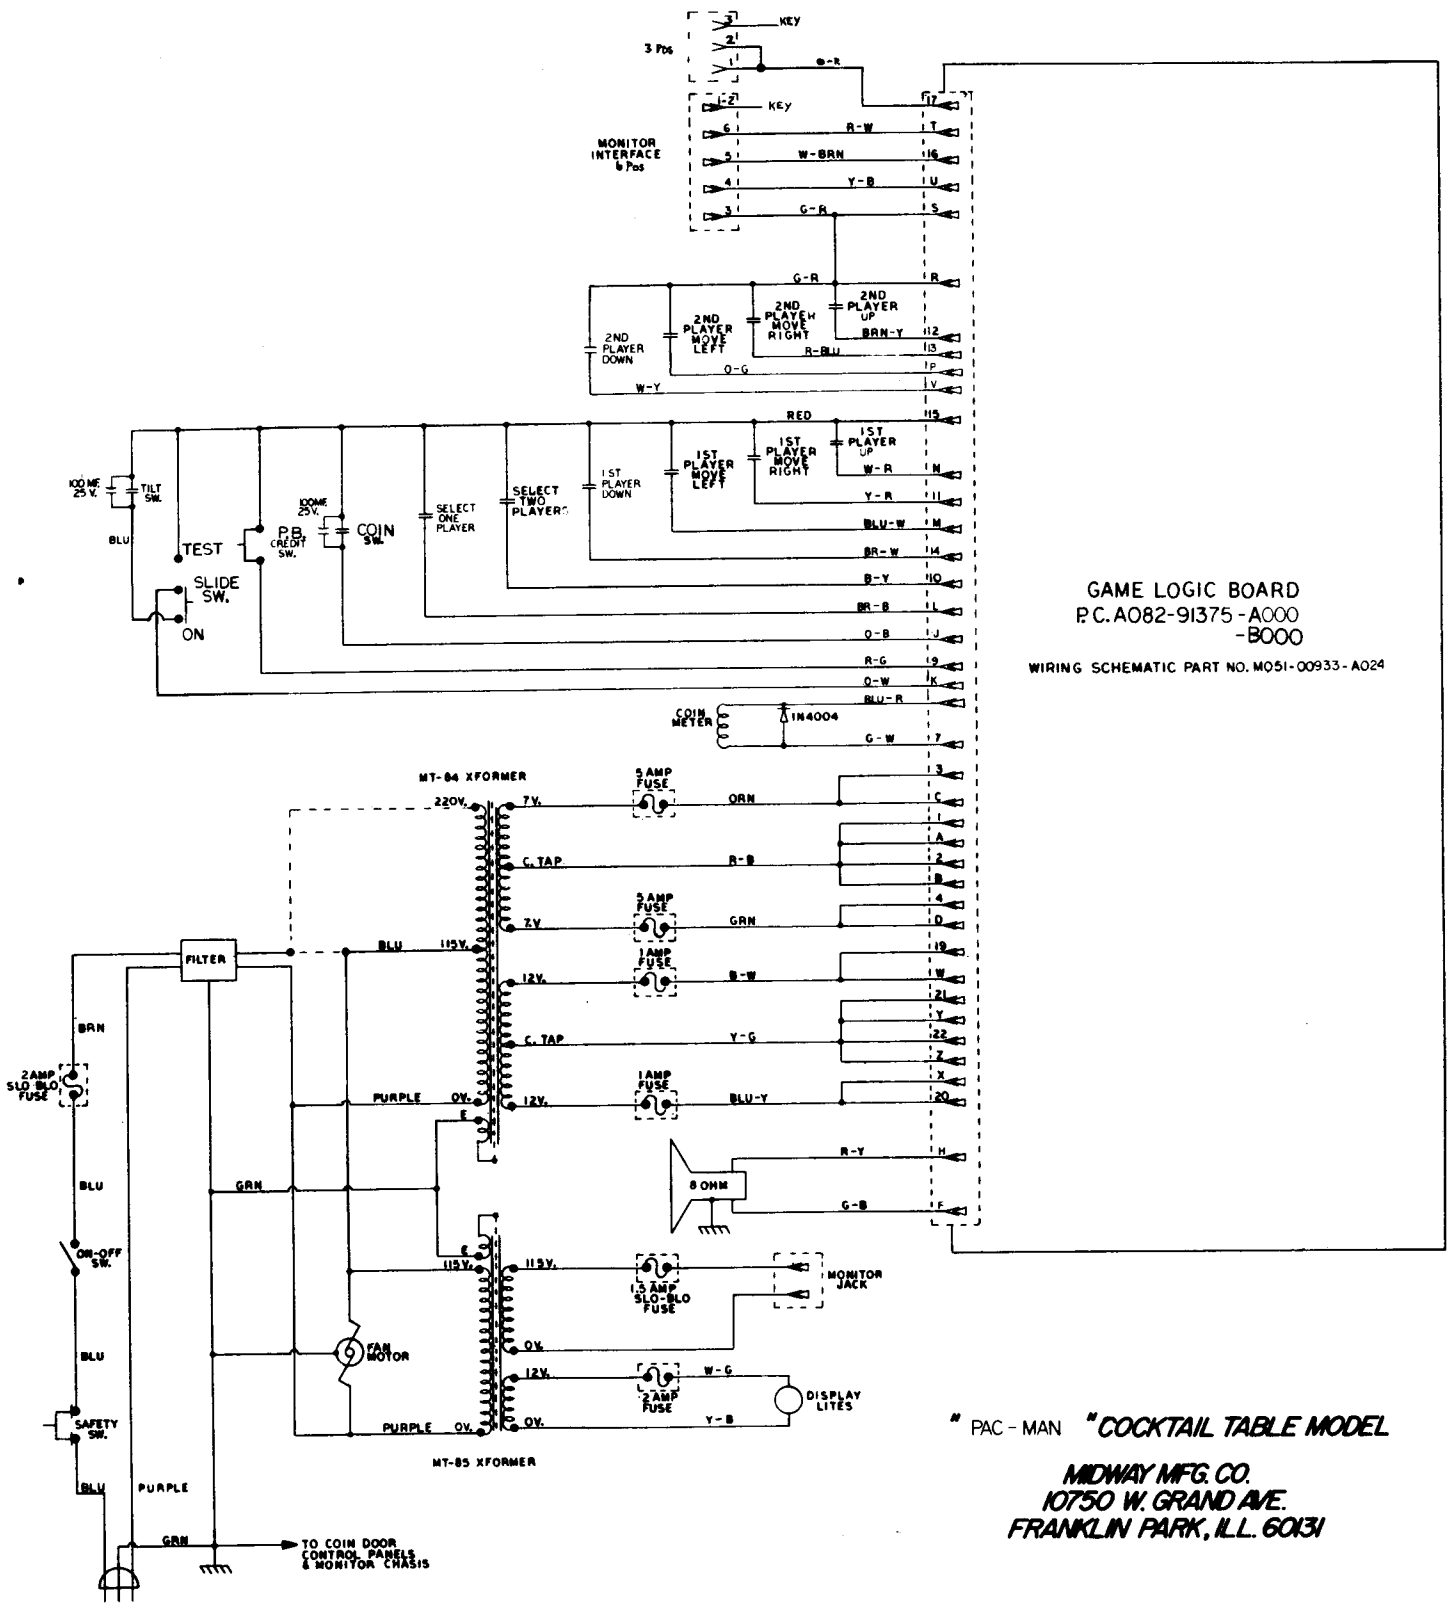 3 KEY
3 Pos 2
1 B-R
17
1-2 KEY
MONITOR
INTERFACE
6 Pos
6 R-W T
5 W-BRN 16
4 Y-B U
3 G-R S
G-R R
2ND
PLAYER
UP
BRN-Y 12
2ND
PLAYER
MOVE
RIGHT
R-BLU 13
2ND
PLAYER
MOVE
LEFT
O-G P
2ND
PLAYER
DOWN
W-Y V
RED 15
1ST
PLAYER
UP
W-R N
1ST
PLAYER
MOVE
RIGHT
Y-R 11
1ST
PLAYER
MOVE
LEFT
BLU-W M
1ST
PLAYER
DOWN
BR-W 14
SELECT
TWO
PLAYERS
B-Y 10
SELECT
ONE
PLAYER
BR-B L
100MF.
25V.
COIN
SW.
O-B J
P.B.
CREDIT
SW.
R-G 9
100MF.
25 V.
TILT
SW.
BLU
TEST
SLIDE
SW.
ON
O-W K
BLU-R
COIN
METER
1N4004
G-W 7
GAME LOGIC BOARD
P.C. A082-91375-A000
-B000
WIRING SCHEMATIC PART NO. M051-00933-A024
MT-84 XFORMER
220V. 7V.
5 AMP
FUSE
ORN
3
C
1
A
C. TAP R-B 2
B
5 AMP
FUSE
4
7V. GRN D
FILTER
BLU 115V.
1 AMP
FUSE
19
12V. B-W W
21
Y
C. TAP Y-G 22
Z
1 AMP
FUSE
X
PURPLE 0V. 12V. BLU-Y 20
E
BRN
2 AMP
SLO-BLO
FUSE
BLU
GRN
8 OHM
R-Y H
G-B F
ON-OFF
SW.
E
115V. 115V.
1.5 AMP
SLO-BLO
FUSE
MONITOR
JACK
BLU
FAN
MOTOR
0V.
12V. W-G
2 AMP
FUSE
DISPLAY
LITES
SAFETY
SW.
PURPLE 0V. 0V. Y-B
MT-85 XFORMER
BLU PURPLE
GRN
TO COIN DOOR
CONTROL PANELS
& MONITOR CHASIS
" PAC-MAN " COCKTAIL TABLE MODEL
MIDWAY MFG. CO.
10750 W. GRAND AVE.
FRANKLIN PARK, ILL. 60131